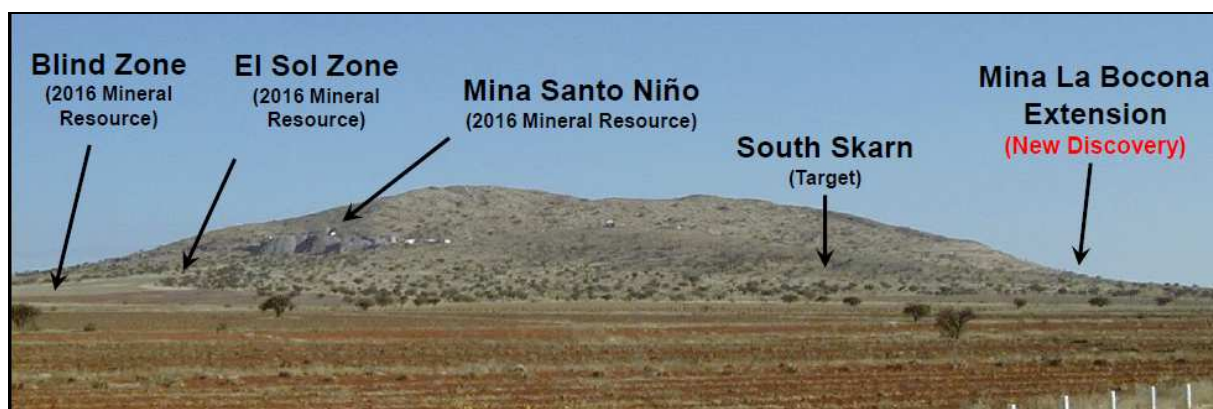 Blind Zone
(2016 Mineral
Resource)
El Sol Zone
(2016 Mineral
Resource)
Mina Santo Niño
(2016 Mineral Resource)
South Skarn
(Target)
Mina La Bocona
Extension
(New Discovery)